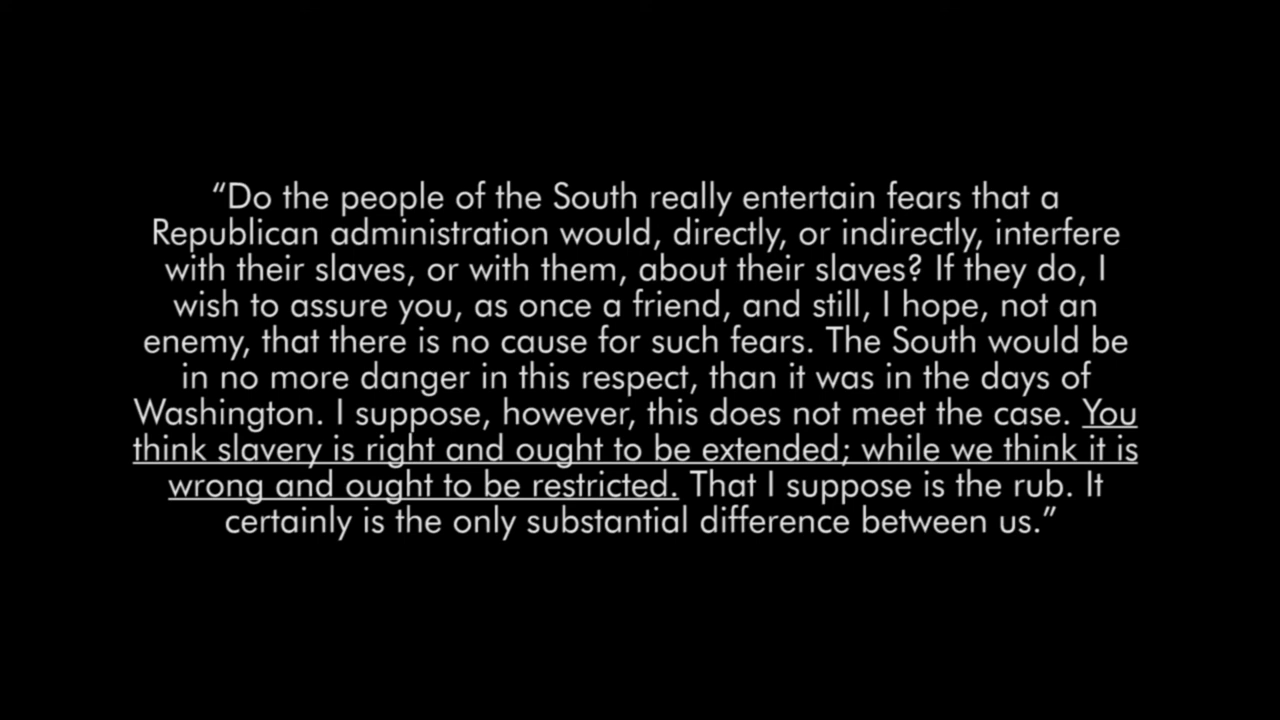 “Do the people of the South really entertain fears that a
Republican administration would, directly, or indirectly, interfere
with their slaves, or with them, about their slaves? If they do, I
wish to assure you, as once a friend, and still, I hope, not an
enemy, that there is no cause for such fears. The South would be
in no more danger in this respect, than it was in the days of
Washington. I suppose, however, this does not meet the case. You
think slavery is right and ought to be extended; while we think it is
wrong and ought to be restricted. That I suppose is the rub. It
certainly is the only substantial difference between us.”